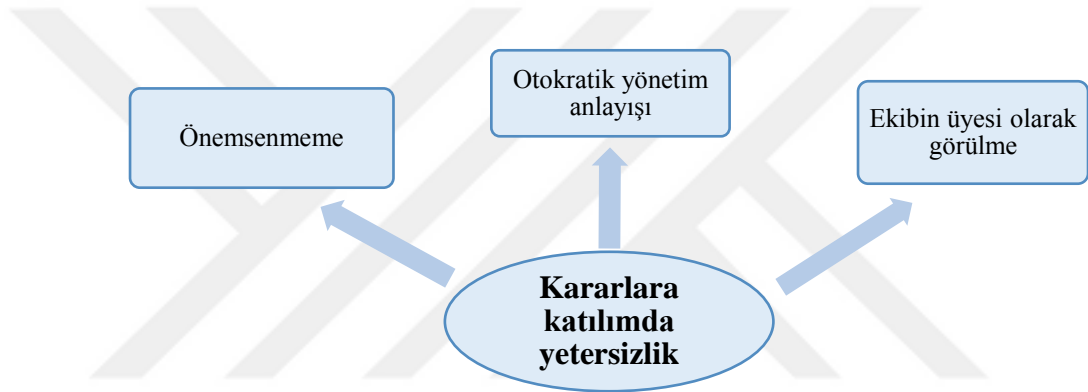 Önemsenmeme
Otokratik yönetim
anlayışı
Ekibin üyesi olarak
görülme
Kararlara
katılımda
yetersizlik